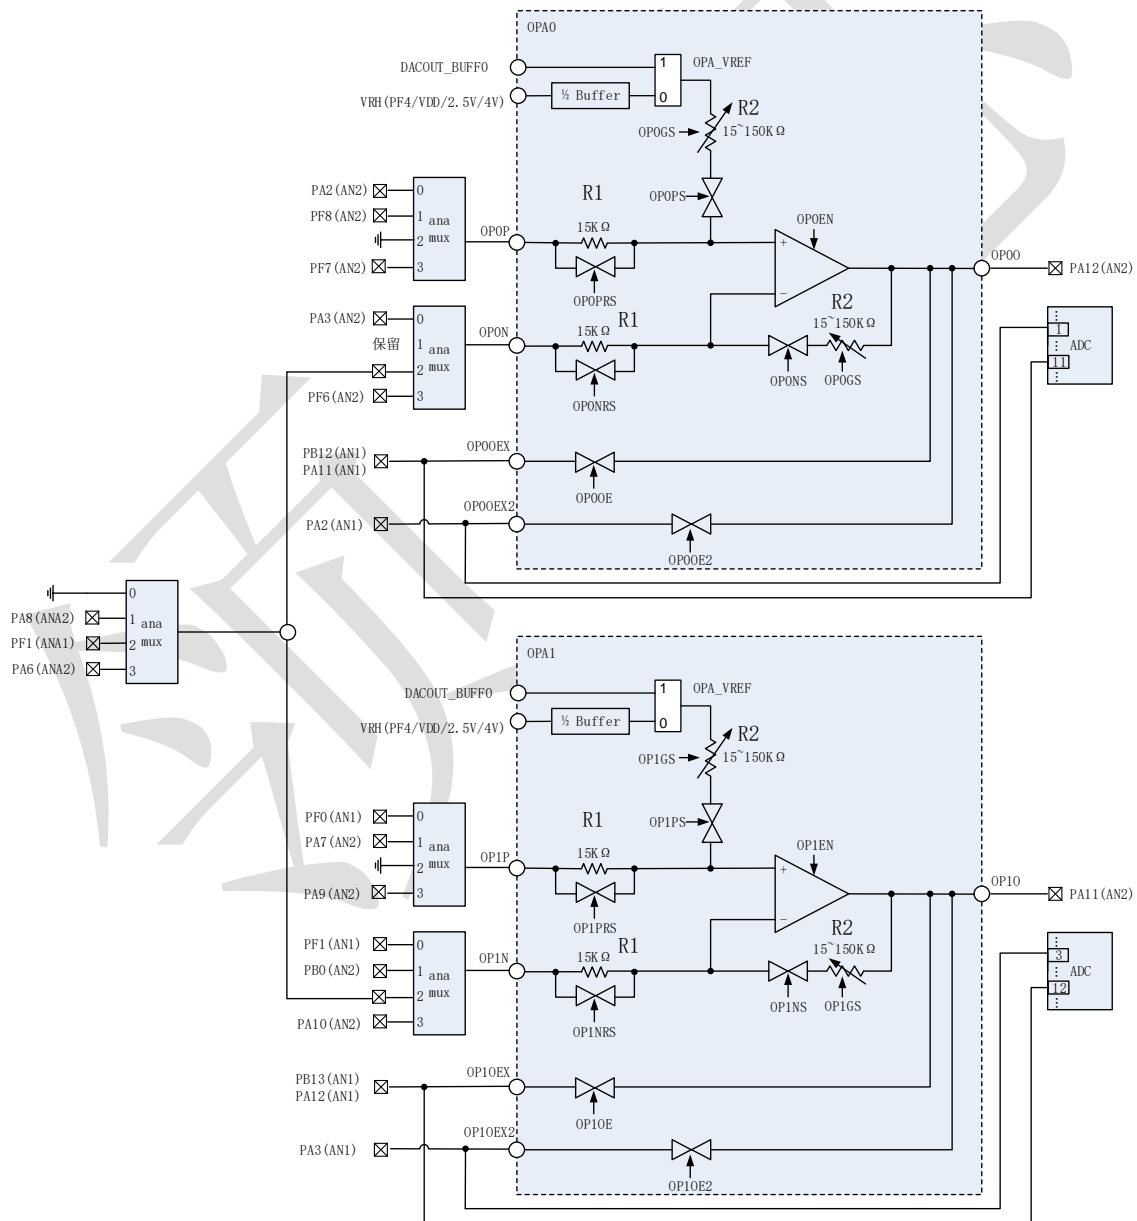 OPA0
DACOUT_BUFF0
VRH(PF4/VDD/2.5V/4V)
½ Buffer
1
0
OPA_VREF
R2
15~150KΩ
OP0GS
OP0PS
PA2(AN2)
PF8(AN2)
PF7(AN2)
0
1 ana
2 mux
3
OP0P
R1
15KΩ
OP0PRS
OP0EN
+
−
OP0O
PA12(AN2)
PA3(AN2)
保留
PF6(AN2)
0
1 ana
2 mux
3
OP0N
R1
15KΩ
OP0NRS
R2
15~150KΩ
OP0NS
OP0GS
1
ADC
11
PB12(AN1)
PA11(AN1)
OP0OEX
OP0OE
PA2(AN1)
OP0OEX2
OP0OE2
PA8(ANA2)
PF1(ANA1)
PA6(ANA2)
0
1 ana
2 mux
3
OPA1
DACOUT_BUFF0
VRH(PF4/VDD/2.5V/4V)
½ Buffer
1
0
OPA_VREF
R2
15~150KΩ
OP1GS
OP1PS
PF0(AN1)
PA7(AN2)
PA9(AN2)
0
1 ana
2 mux
3
OP1P
R1
15KΩ
OP1PRS
OP1EN
+
−
OP1O
PA11(AN2)
PF1(AN1)
PB0(AN2)
PA10(AN2)
0
1 ana
2 mux
3
OP1N
R1
15KΩ
OP1NRS
R2
15~150KΩ
OP1NS
OP1GS
3
ADC
12
PB13(AN1)
PA12(AN1)
OP1OEX
OP1OE
PA3(AN1)
OP1OEX2
OP1OE2